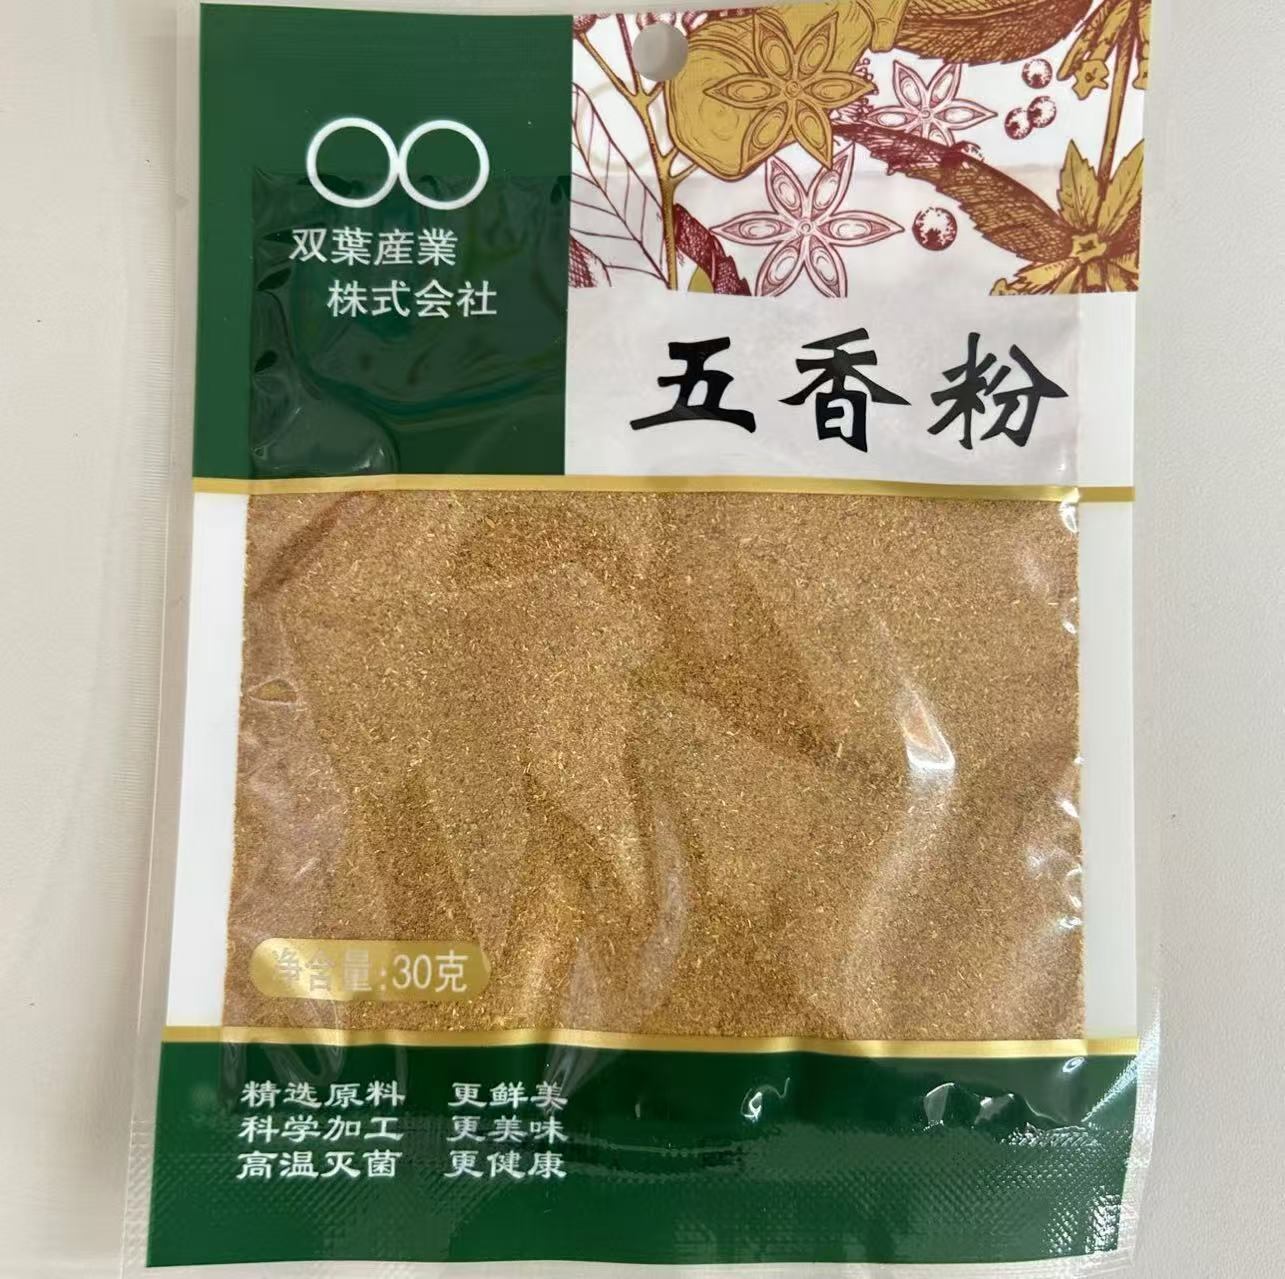 双葉産業
株式会社
五香粉
净含量:30克
精选原料 更鲜美
科学加工 更美味
高温灭菌 更健康